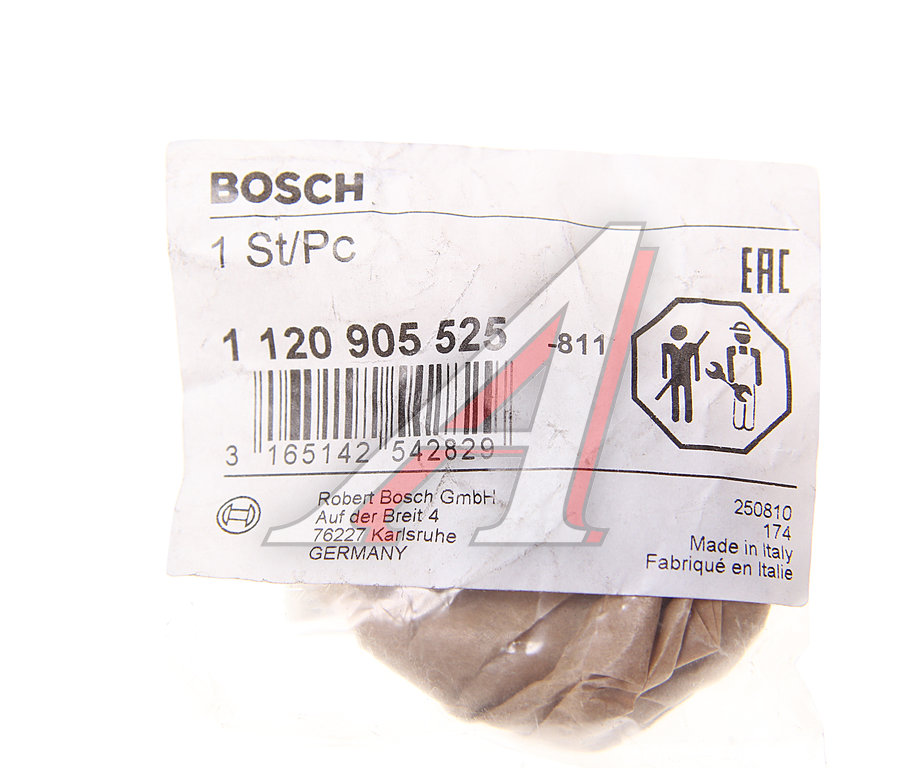 BOSCH
1 St/Pc
EAC
1 120 905 525 -811
3 165142 542829
Robert Bosch GmbH
Auf der Breit 4
76227 Karlsruhe
GERMANY
250810
174
Made in Italy
Fabriqué en Italie